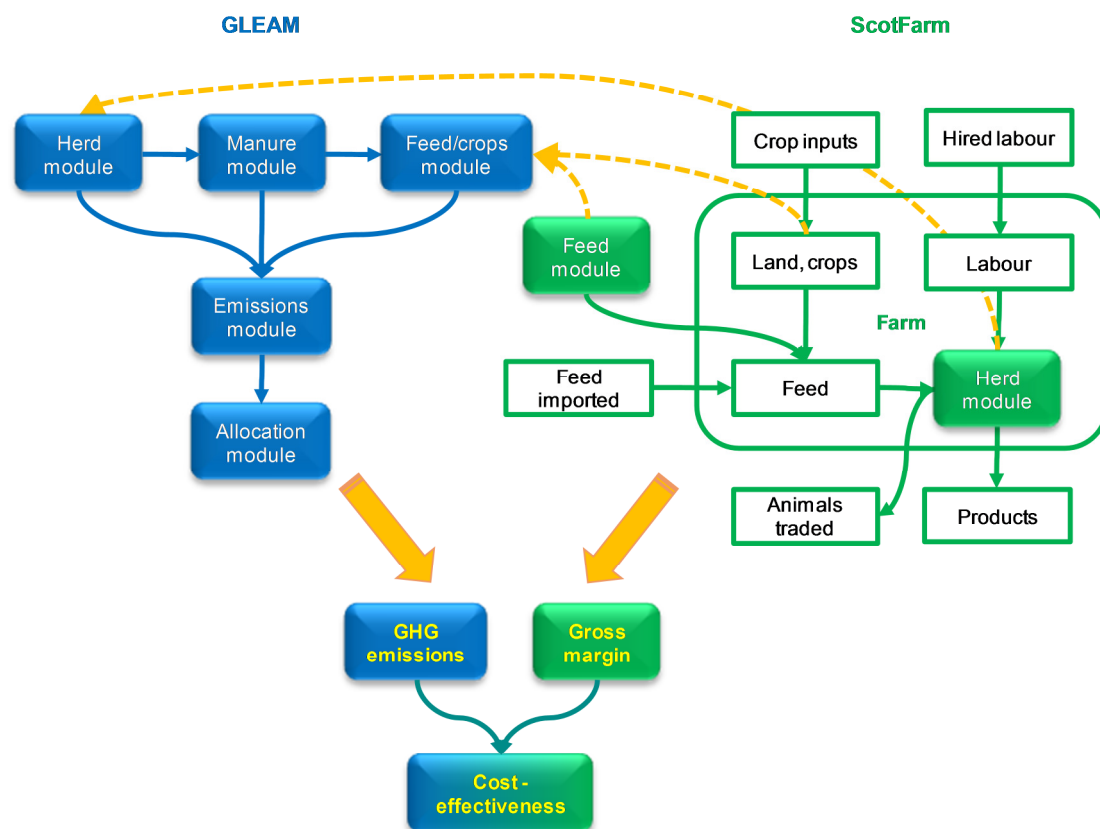 GLEAM
ScotFarm
Herd
module
Manure
module
Feed/crops
module
Crop inputs
Hired labour
Feed
module
Land, crops
Labour
Emissions
module
Farm
Feed
imported
Feed
Herd
module
Allocation
module
Animals
traded
Products
GHG
emissions
Gross
margin
Cost -
effectiveness